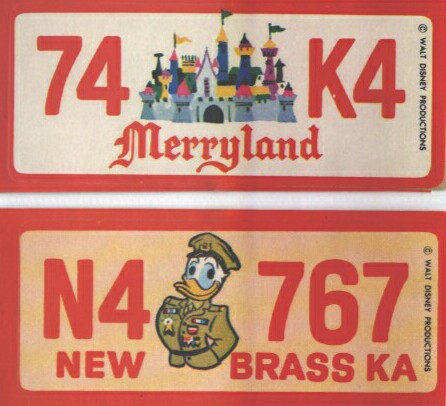 74 K4
Merryland
© WALT DISNEY PRODUCTIONS
N4 767
NEW BRASS KA
© WALT DISNEY PRODUCTIONS